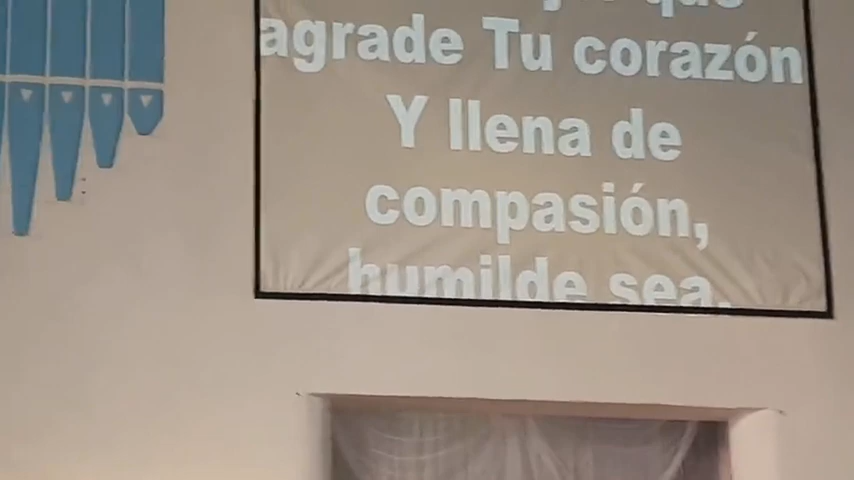 agrade Tu corazón
Y llena de
compasión,
humilde sea.